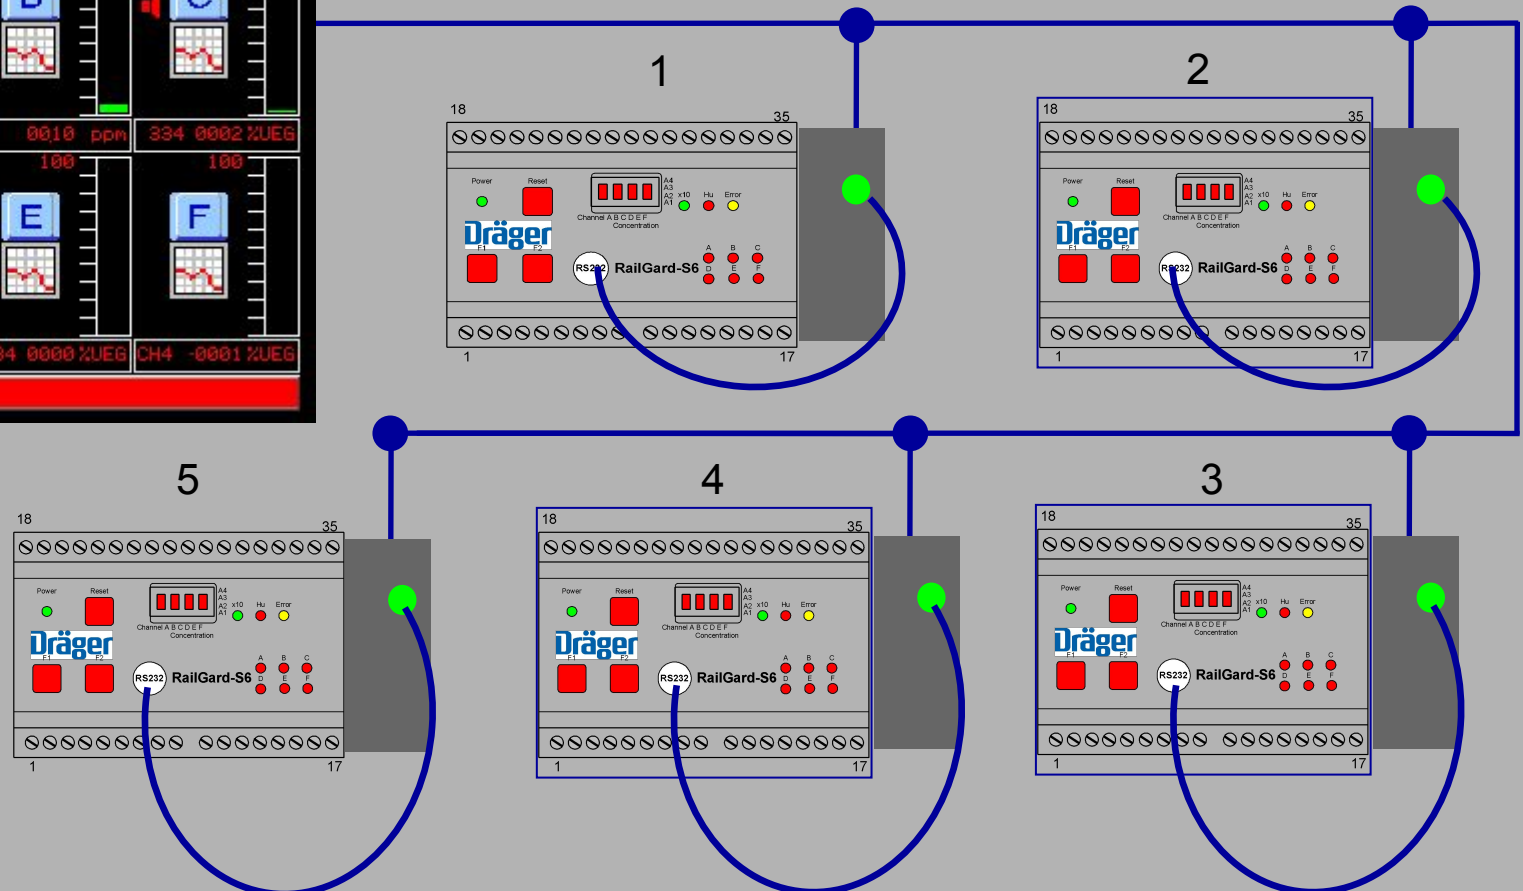 0010 ppm
334 0002 %UEG
100
100
E
F
34 0000 %UEG
CH4 -0001 %UEG
1
18
35
Power
Reset
A4
A3
A2
A1
x10
Hu
Error
Channel A B C D E F
Concentration
Dräger
F1
F2
RS232
RailGard-S6
A B C
D E F
1
17
2
18
35
Power
Reset
A4
A3
A2
A1
x10
Hu
Error
Channel A B C D E F
Concentration
Dräger
F1
F2
RS232
RailGard-S6
A B C
D E F
1
17
5
18
35
Power
Reset
A4
A3
A2
A1
x10
Hu
Error
Channel A B C D E F
Concentration
Dräger
F1
F2
RS232
RailGard-S6
A B C
D E F
1
17
4
18
35
Power
Reset
A4
A3
A2
A1
x10
Hu
Error
Channel A B C D E F
Concentration
Dräger
F1
F2
RS232
RailGard-S6
A B C
D E F
1
17
3
18
35
Power
Reset
A4
A3
A2
A1
x10
Hu
Error
Channel A B C D E F
Concentration
Dräger
F1
F2
RS232
RailGard-S6
A B C
D E F
1
17